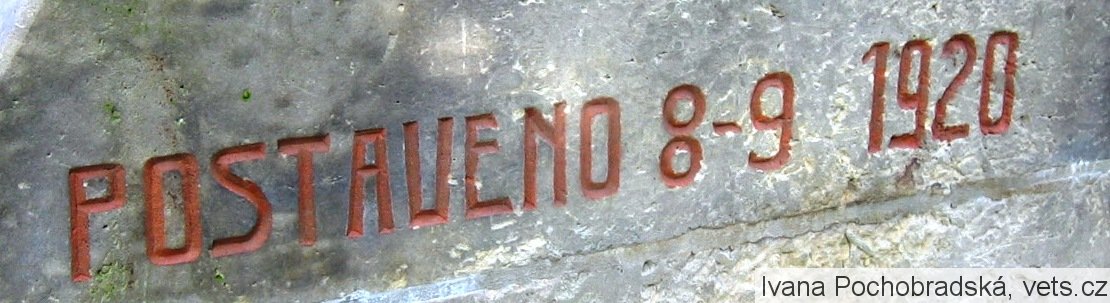 POSTAVENO 8-9 1920
Ivana Pochobradská, vets.cz